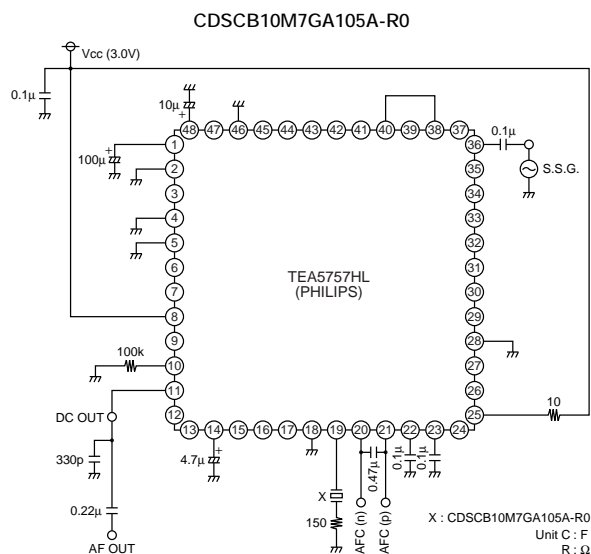 CDSCB10M7GA105A-R0
Vcc (3.0V)
0.1μ
10μ
+
48 47 46 45 44 43 42 41 40 39 38 37
0.1μ
S.S.G.
100μ
+
1 2 3 4 5 6 7 8 9 10 11 12
36 35 34 33 32 31 30 29 28 27 26 25
TEA5757HL
(PHILIPS)
100k
10
DC OUT
13 14 15 16 17 18 19 20 21 22 23 24
330p
4.7μ
+
0.47μ
0.1μ
0.1μ
X
0.22μ
150
AFC (n)
AFC (p)
AF OUT
X : CDSCB10M7GA105A-R0
Unit C : F
R : Ω